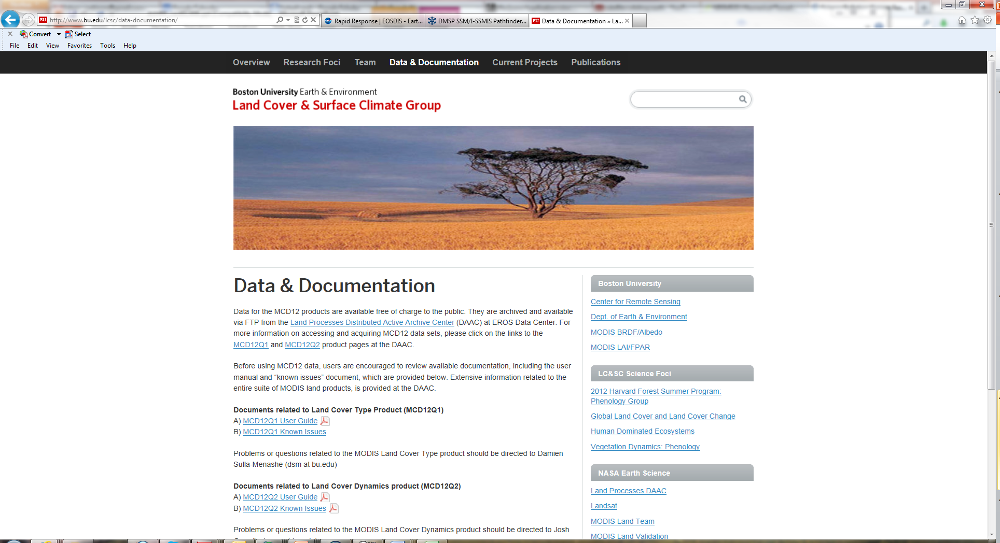 http://www.bu.edu/lcsc/data-documentation/
Rapid Response | EOSDIS - Eart...
DMSP SSM/I-SSMIS Pathfinder...
BU Data & Documentation » La...
Convert Select
File Edit View Favorites Tools Help
Overview Research Foci Team Data & Documentation Current Projects Publications
Boston University Earth & Environment
Land Cover & Surface Climate Group
Data & Documentation
Data for the MCD12 products are available free of charge to the public. They are archived and available
via FTP from the Land Processes Distributed Active Archive Center (DAAC) at EROS Data Center. For
more information on accessing and acquiring MCD12 data sets, please click on the links to the
MCD12Q1 and MCD12Q2 product pages at the DAAC.
Before using MCD12 data, users are encouraged to review available documentation, including the user
manual and “known issues” document, which are provided below. Extensive information related to the
entire suite of MODIS land products, is provided at the DAAC.
Documents related to Land Cover Type Product (MCD12Q1)
A) MCD12Q1 User Guide
B) MCD12Q1 Known Issues
Problems or questions related to the MODIS Land Cover Type product should be directed to Damien
Sulla-Menashe (dsm at bu.edu)
Documents related to Land Cover Dynamics product (MCD12Q2)
A) MCD12Q2 User Guide
B) MCD12Q2 Known Issues
Problems or questions related to the MODIS Land Cover Dynamics product should be directed to Josh
Boston University
Center for Remote Sensing
Dept. of Earth & Environment
MODIS BRDF/Albedo
MODIS LAI/FPAR
LC&SC Science Foci
2012 Harvard Forest Summer Program:
Phenology Group
Global Land Cover and Land Cover Change
Human Dominated Ecosystems
Vegetation Dynamics: Phenology
NASA Earth Science
Land Processes DAAC
Landsat
MODIS Land Team
MODIS Land Validation